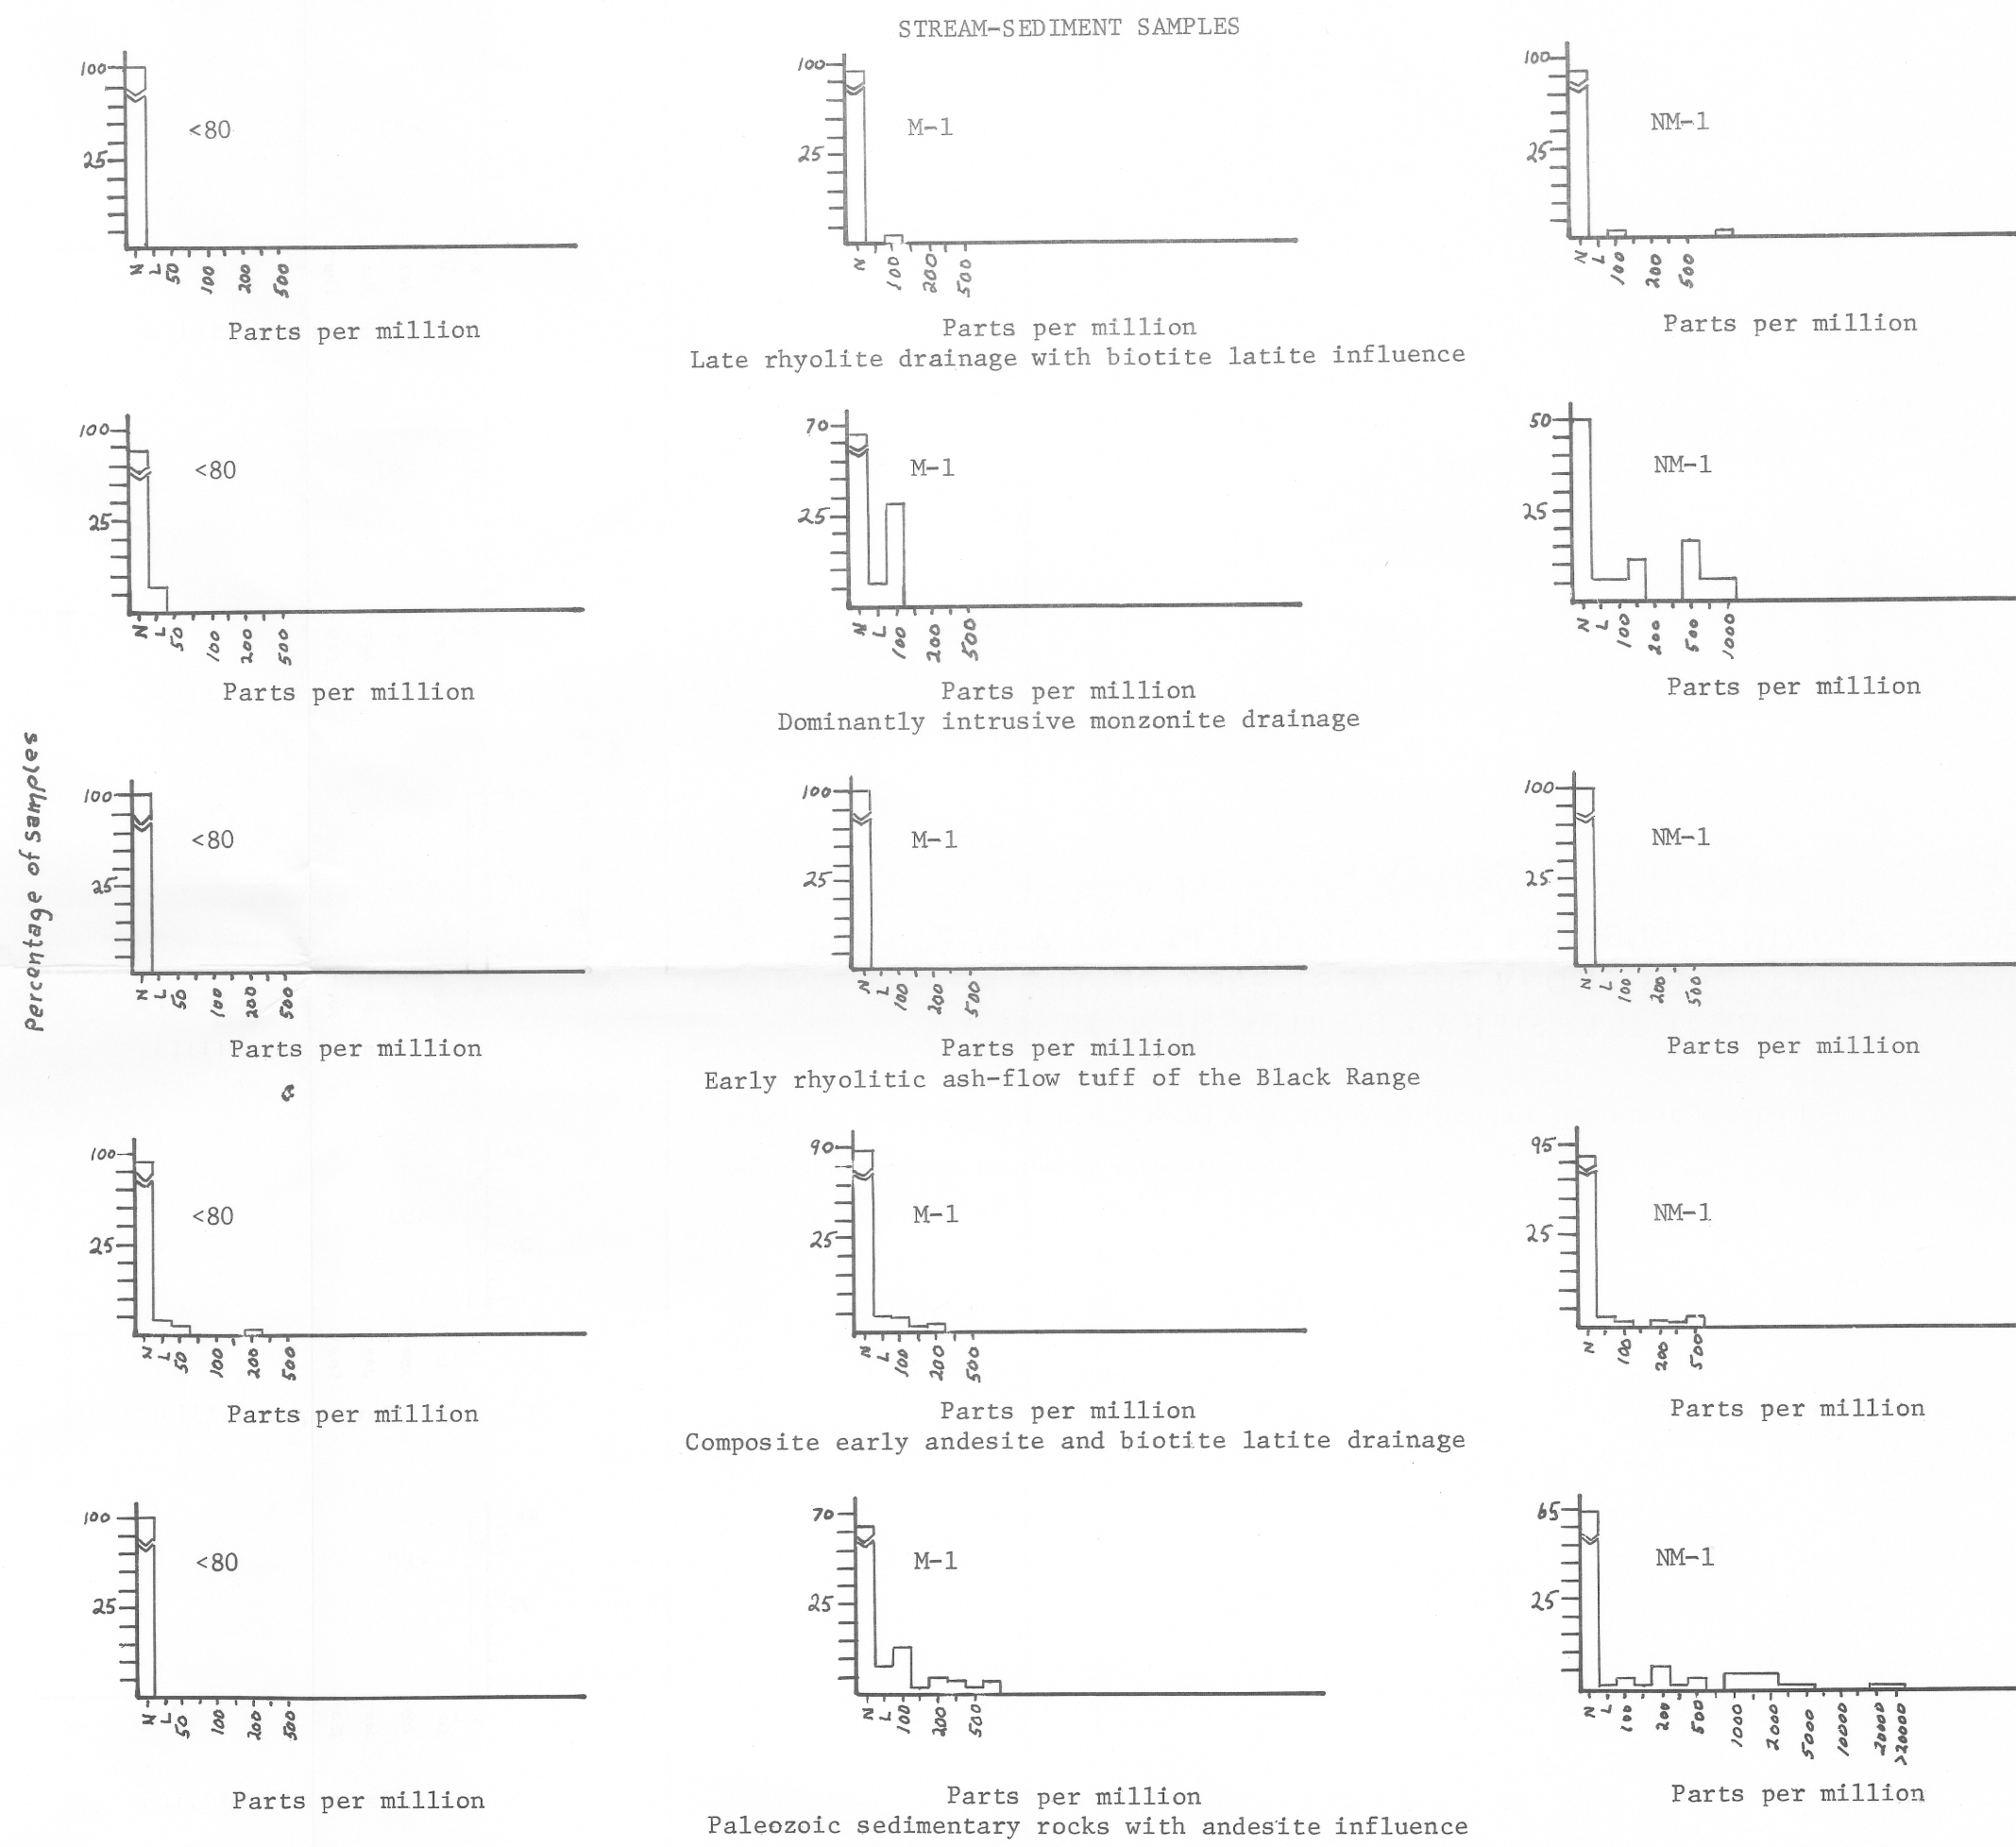 STREAM-SEDIMENT SAMPLES
100 25 <80 N L 50 100 200 500
100 25 M-1 N 100 200 500
100 25 NM-1 N L 100 200 500
Parts per million Parts per million Parts per million
Late rhyolite drainage with biotite latite influence
100 25 <80 N L 50 100 200 500
70 25 M-1 N L 100 200 500
50 25 NM-1 N L 100 200 500 1000
Parts per million Parts per million Parts per million
Dominantly intrusive monzonite drainage
Percentage of samples
100 25 <80 N L 50 100 200 500
100 25 M-1 N L 100 200 500
100 25 NM-1 N L 100 200 500
Parts per million Parts per million Parts per million
Early rhyolitic ash-flow tuff of the Black Range
100 25 <80 N L 50 100 200 500
90 25 M-1 N L 100 200 500
95 25 NM-1 N 100 200 500
Parts per million Parts per million Parts per million
Composite early andesite and biotite latite drainage
100 25 <80 N L 50 100 200 500
70 25 M-1 N L 100 200 500
65 25 NM-1 N L 100 200 500 1000 2000 5000 10000 20000 >20000
Parts per million Parts per million Parts per million
Paleozoic sedimentary rocks with andesite influence